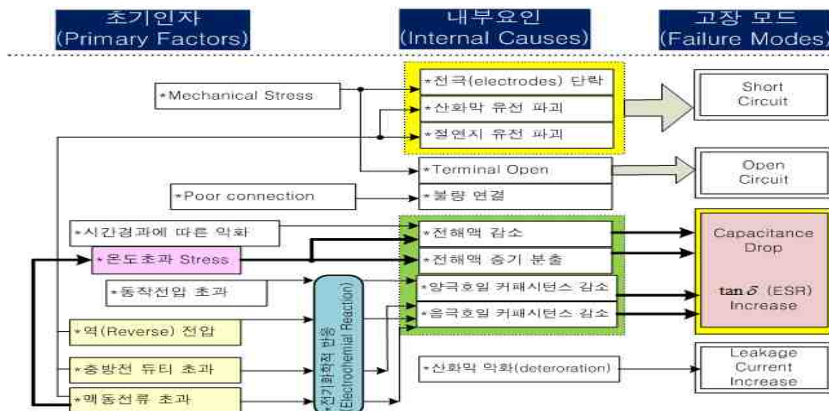 초기인자
(Primary Factors)
내부요인
(Internal Causes)
고장 모드
(Failure Modes)
*Mechanical Stress
*Poor connection
*시간경과에 따른 악화
*온도초과 Stress
*동작전압 초과
*역(Reverse) 전압
*충방전 듀티 초과
*맥동전류 초과
*전기화학적 반응
(Electrochemial Reaction)
*전극(electrodes) 단락
*산화막 유전 파괴
*절연지 유전 파괴
*Terminal Open
*불량 연결
*전해액 감소
*전해액 증기 분출
*양극호일 커패시턴스 감소
*음극호일 커패시턴스 감소
*산화막 악화(deteroration)
Short
Circuit
Open
Circuit
Capacitance
Drop
tan δ (ESR)
Increase
Leakage
Current
Increase